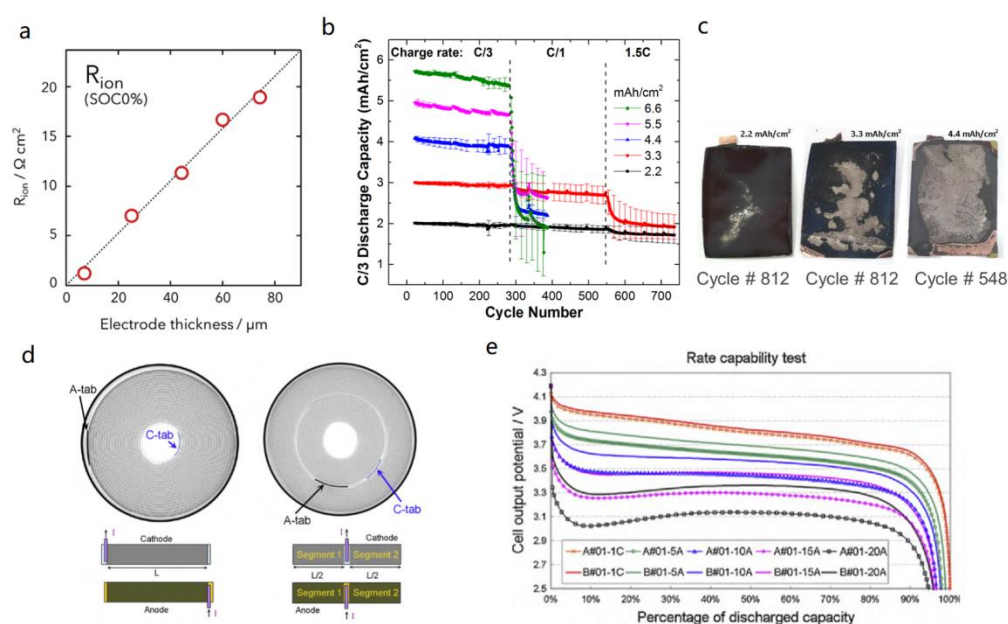 a
R_ion
(SOC0%)
R_ion / Ω cm²
20
15
10
5
0
0 20 40 60 80
Electrode thickness / µm
b
Charge rate: C/3 C/1 1.5C
C/3 Discharge Capacity (mAh/cm²)
6
5
4
3
2
1
mAh/cm²
6.6
5.5
4.4
3.3
2.2
0 100 200 300 400 500 600 700
Cycle Number
c
2.2 mAh/cm²
3.3 mAh/cm²
4.4 mAh/cm²
Cycle # 812
Cycle # 812
Cycle # 548
d
A-tab
C-tab
A-tab
C-tab
I
Cathode
L
Anode
I
I
Cathode
Segment 1
Segment 2
L/2
L/2
Segment 1
Segment 2
Anode
I
e
Rate capability test
Cell output potential / V
4.3
4.1
3.9
3.7
3.5
3.3
3.1
2.9
2.7
2.5
A#01-1C A#01-5A A#01-10A A#01-15A A#01-20A
B#01-1C B#01-5A B#01-10A B#01-15A B#01-20A
0% 10% 20% 30% 40% 50% 60% 70% 80% 90% 100%
Percentage of discharged capacity